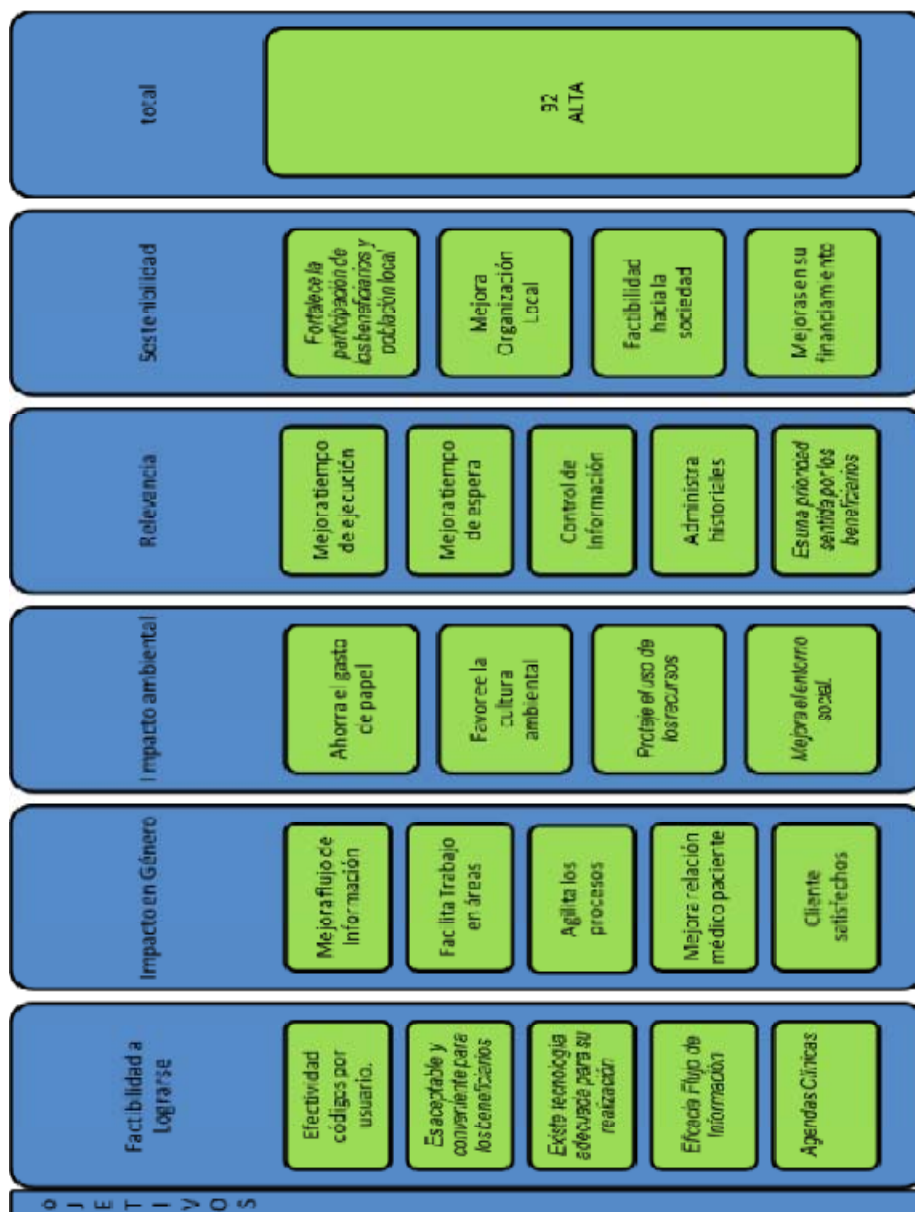 J
E
T
I
V
O
S
Factibilidad a
Lograrse
Efectividad
códigos por
usuario.
Es aceptable y
conveniente para
los beneficiarios
Existe tecnología
adecuada para su
realización
Eficacia Flujo de
Información
Agendas Clínicas
Impacto en Género
Mejora flujo de
Información
Facilita Trabajo
en áreas
Agilita los
procesos
Mejora relación
médico paciente
Cliente
satisfechos
Impacto ambiental
Ahorra el gasto
de papel
Favoree la
cultura
ambiental
Proteje el uso de
los recursos
Mejora el entorno
social.
Relevencia
Mejora tiempo
de ejecución
Mejora tiempo
de espera
Control de
Información
Administra
historiales
Es una prioridad
sentida por los
beneficiarios
Sostenibilidad
Fortalece la
participación de
los beneficiarios y
población local
Mejora
Organización
Local
Factibilidad
hacia la
sociedad
Mejoras en su
financiamiento
total
92
ALTA